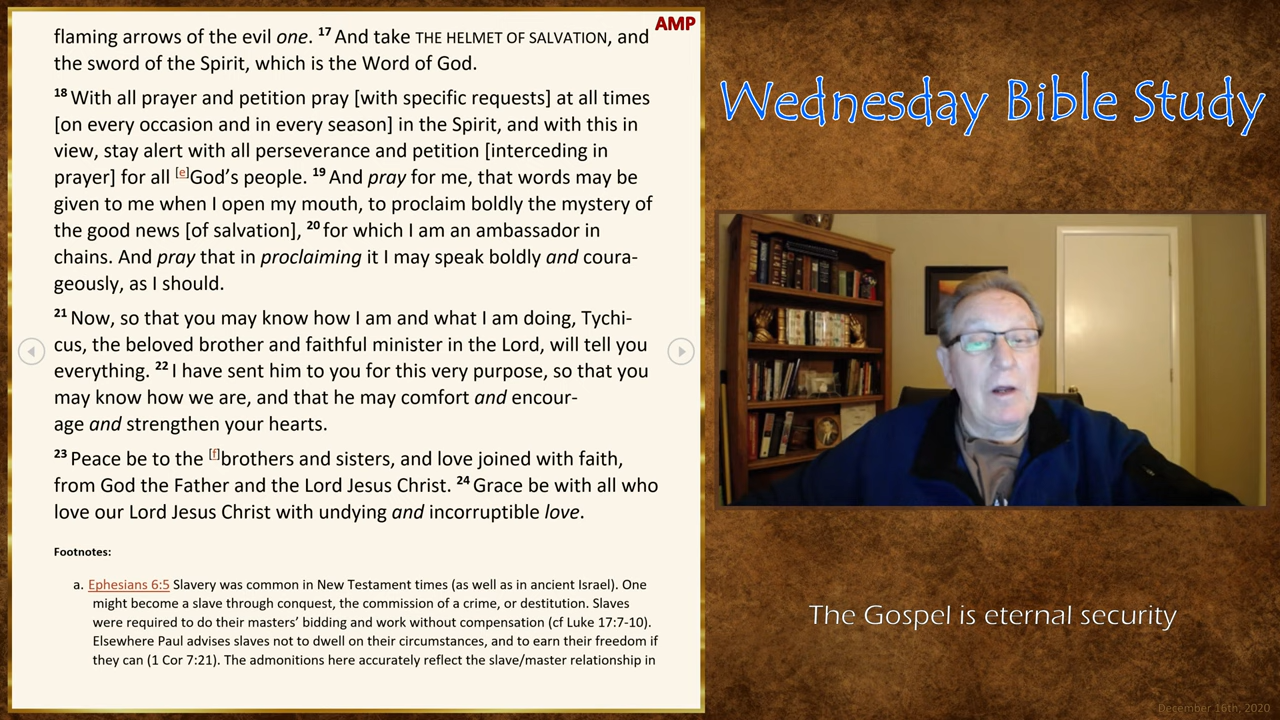 AMP
flaming arrows of the evil one. 17 And take THE HELMET OF SALVATION, and
the sword of the Spirit, which is the Word of God.
18 With all prayer and petition pray [with specific requests] at all times
[on every occasion and in every season] in the Spirit, and with this in
view, stay alert with all perseverance and petition [interceding in
prayer] for all [e]God's people. 19 And pray for me, that words may be
given to me when I open my mouth, to proclaim boldly the mystery of
the good news [of salvation], 20 for which I am an ambassador in
chains. And pray that in proclaiming it I may speak boldly and coura-
geously, as I should.
21 Now, so that you may know how I am and what I am doing, Tychi-
cus, the beloved brother and faithful minister in the Lord, will tell you
everything. 22 I have sent him to you for this very purpose, so that you
may know how we are, and that he may comfort and encour-
age and strengthen your hearts.
23 Peace be to the [f]brothers and sisters, and love joined with faith,
from God the Father and the Lord Jesus Christ. 24 Grace be with all who
love our Lord Jesus Christ with undying and incorruptible love.
Footnotes:
a. Ephesians 6:5 Slavery was common in New Testament times (as well as in ancient Israel). One
might become a slave through conquest, the commission of a crime, or destitution. Slaves
were required to do their masters' bidding and work without compensation (cf Luke 17:7-10).
Elsewhere Paul advises slaves not to dwell on their circumstances, and to earn their freedom if
they can (1 Cor 7:21). The admonitions here accurately reflect the slave/master relationship in
Wednesday Bible Study
The Gospel is eternal security
December 16th, 2020